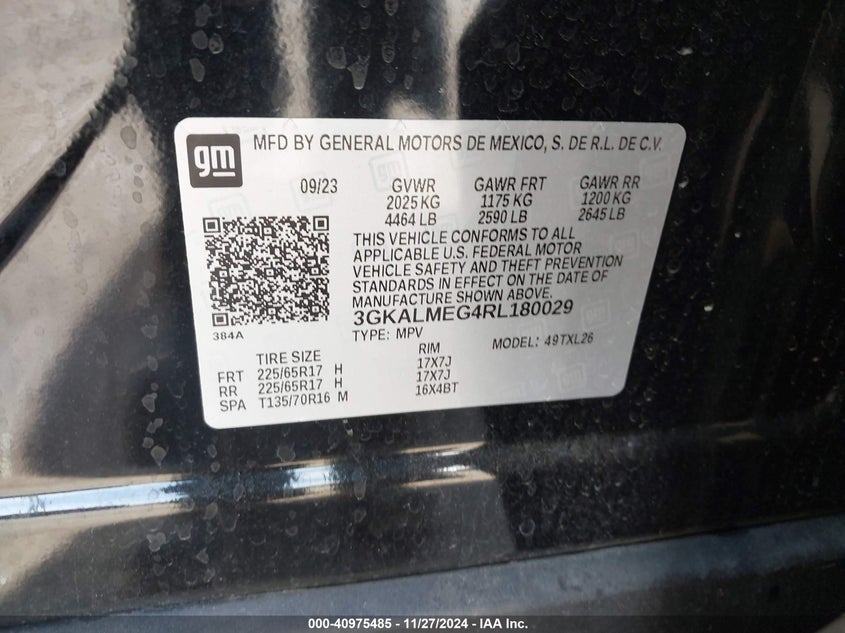 gm MFD BY GENERAL MOTORS DE MEXICO, S. DE R.L. DE C.V.
09/23 GVWR GAWR FRT GAWR RR
2025 KG 1175 KG 1200 KG
4464 LB 2590 LB 2645 LB
THIS VEHICLE CONFORMS TO ALL
APPLICABLE U.S. FEDERAL MOTOR
VEHICLE SAFETY AND THEFT PREVENTION
STANDARDS IN EFFECT ON THE DATE OF
MANUFACTURE SHOWN ABOVE.
3GKALMEG4RL180029
384A
TYPE: MPV MODEL: 49TXL26
TIRE SIZE RIM
FRT 225/65R17 H 17X7J
RR 225/65R17 H 17X7J
SPA T135/70R16 M 16X4BT
000-40975485 - 11/27/2024 - IAA Inc.